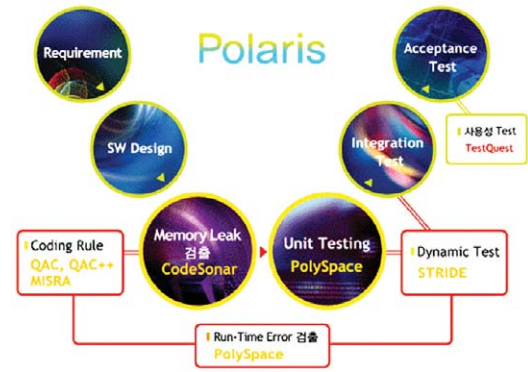 Polaris
Requirement
Acceptance
Test
SW Design
Integration
Test
사용성 Test
TestQuest
Memory Leak
검출
CodeSonar
Unit Testing
PolySpace
Coding Rule
QAC, QAC++
MISRA
Dynamic Test
STRIDE
Run-Time Error 검출
PolySpace